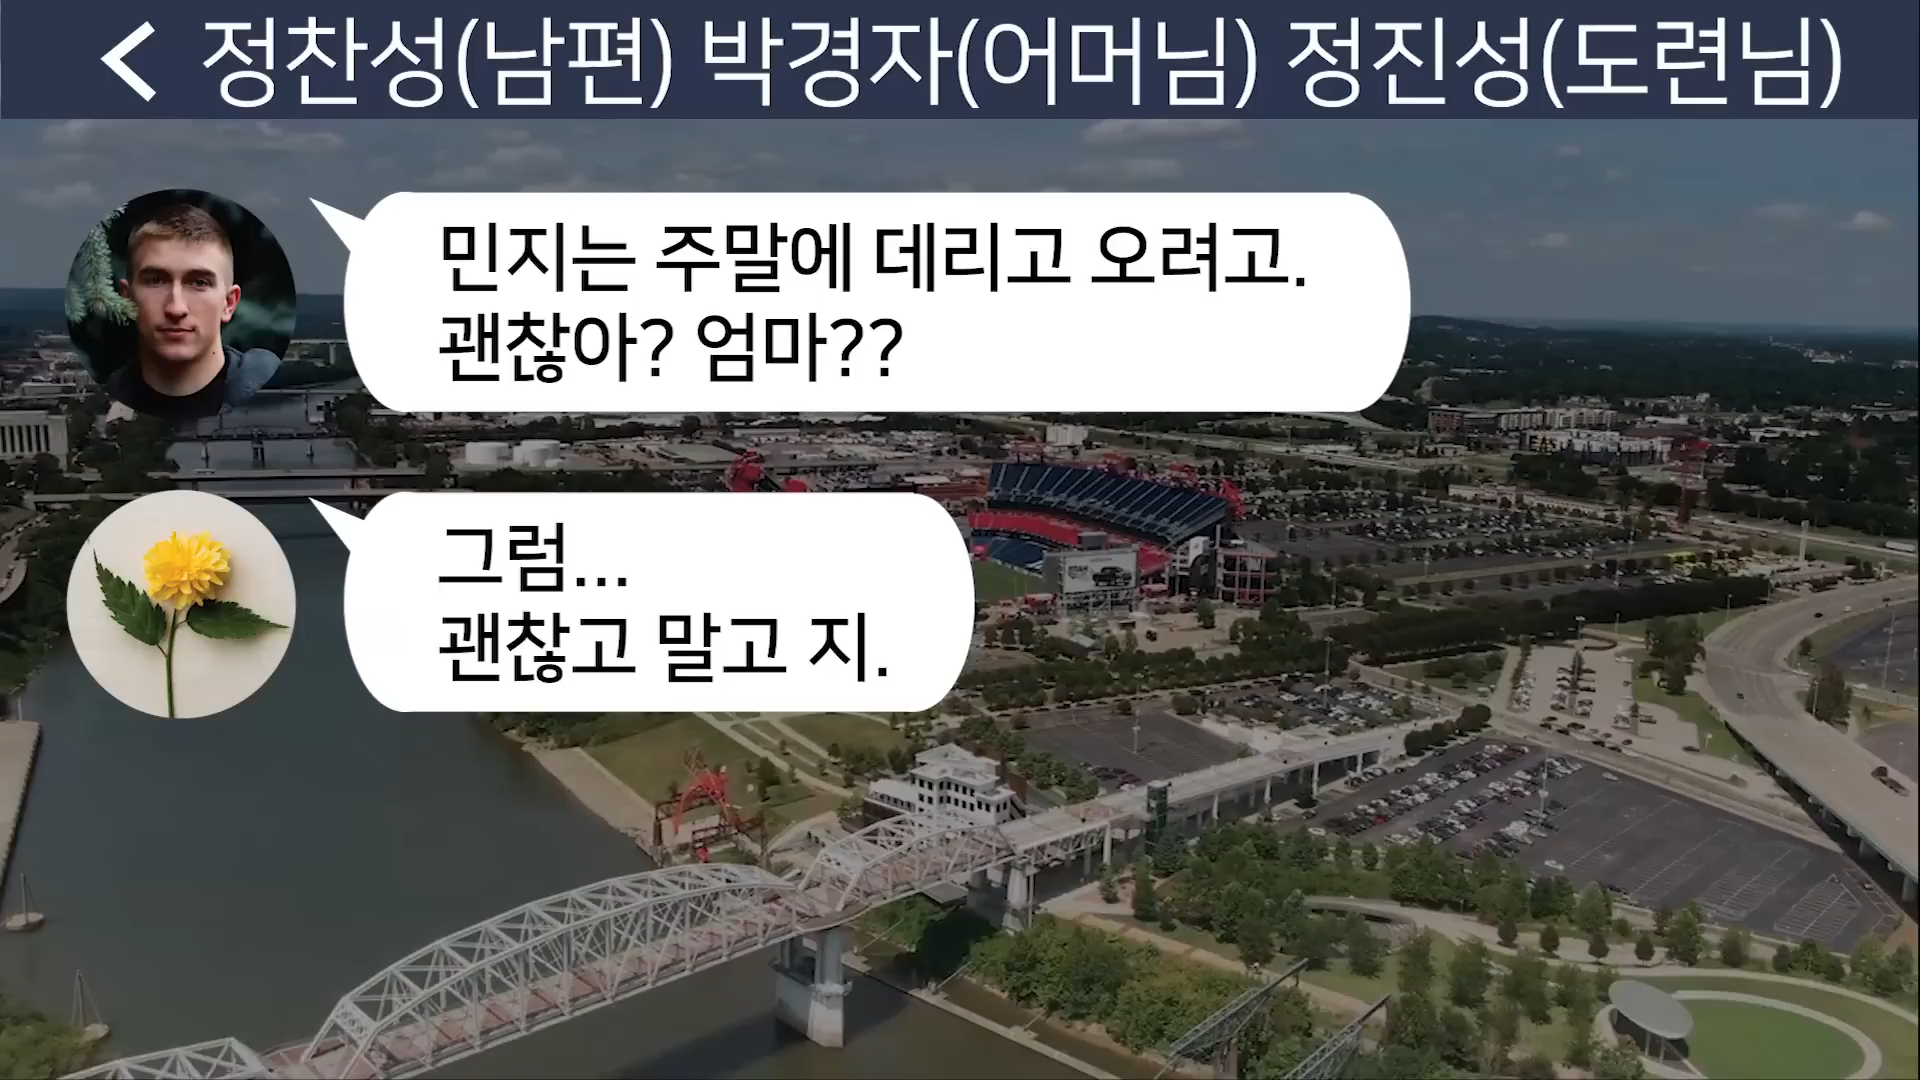 < 정찬성(남편) 박경자(어머님) 정진성(도련님)
민지는 주말에 데리고 오려고.
괜찮아? 엄마??
그럼...
괜찮고 말고 지.